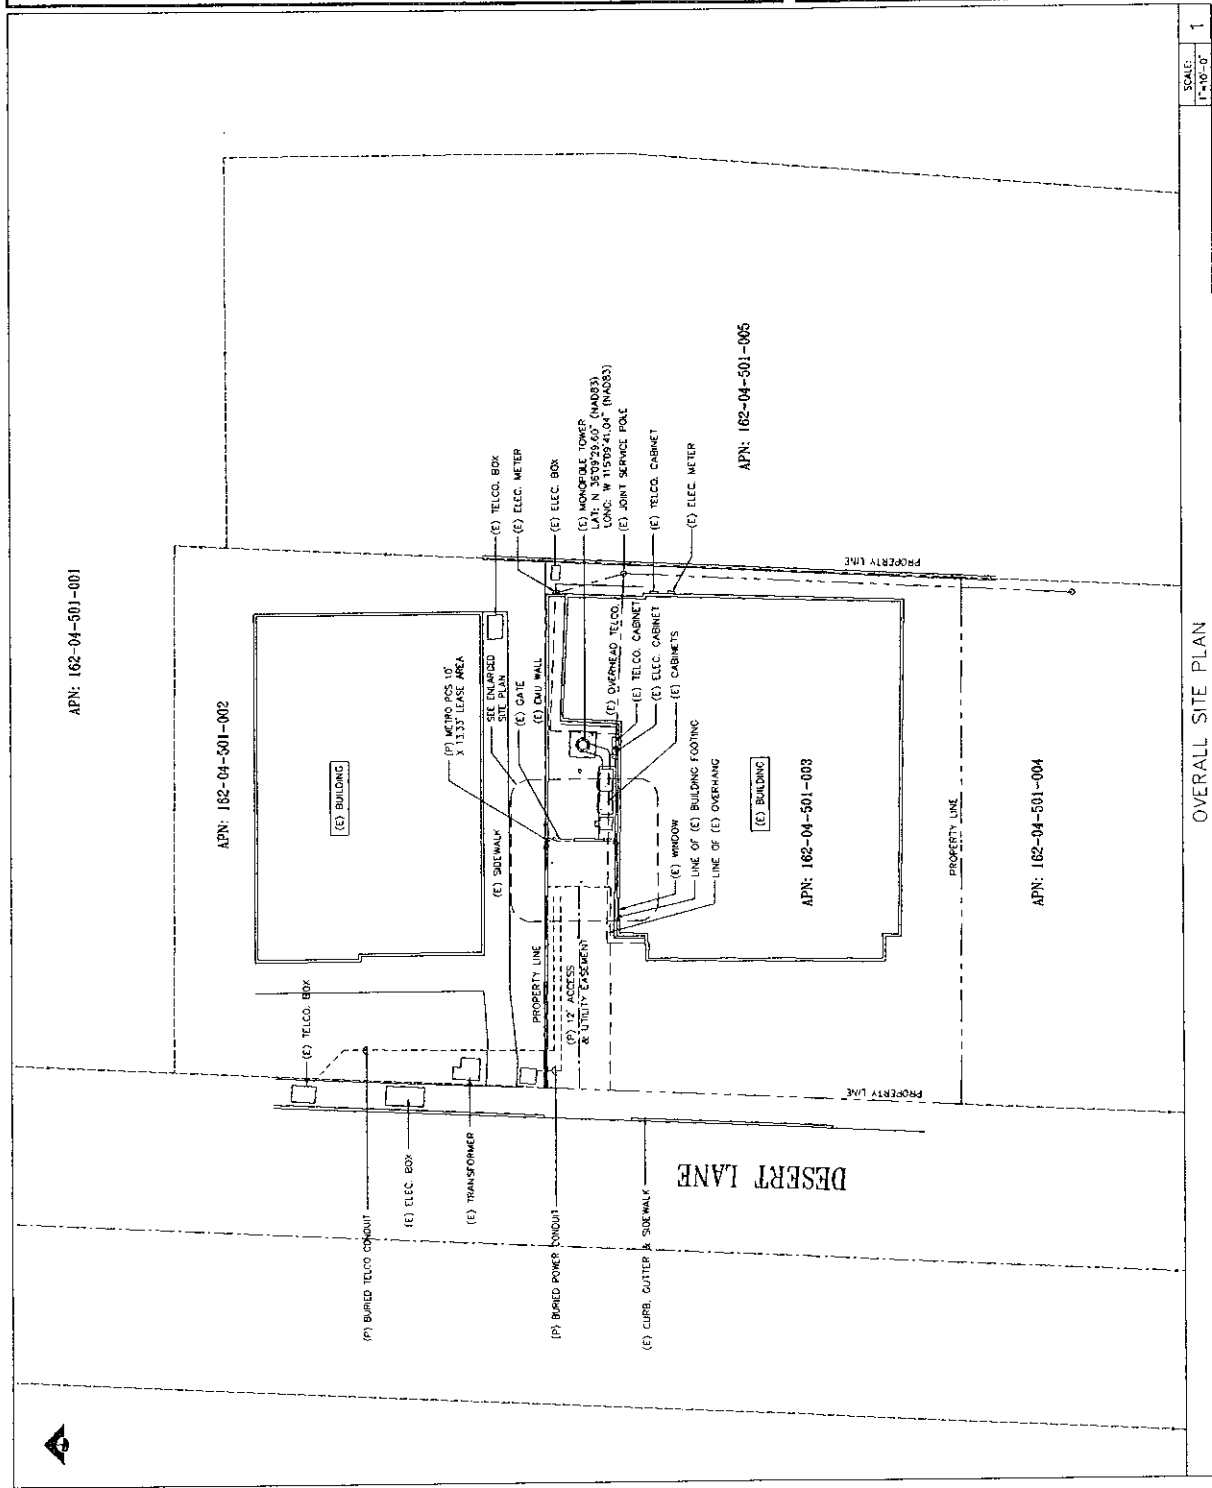 APN: 162-04-501-001
APN: 162-04-501-002
(E) BUILDING
(E) TELCO. BOX
(P) BURIED TELCO CONDUIT
(E) ELEC. BOX
(E) TRANSFORMER
(P) BURIED POWER CONDUIT
(E) CURB, GUTTER & SIDEWALK
DESERT LANE
(P) METRO PCS 10'
X 13.33' LEASE AREA
SEE ENLARGED
SITE PLAN
(E) GATE
(E) CMU WALL
(E) SIDEWALK
PROPERTY LINE
(P) 12' ACCESS
& UTILITY EASEMENT
(E) TELCO. BOX
(E) ELEC. METER
(E) ELEC. BOX
(E) MONOPOLE TOWER
LAT: N 36°09'29.60" (NAD83)
LONG: W 115°09'41.04" (NAD83)
(E) JOINT SERVICE POLE
(E) TELCO. CABINET
(E) ELEC. METER
(E) OVERHEAD TELCO.
(E) TELCO. CABINET
(E) ELEC. CABINET
(E) CABINETS
(E) WINDOW
LINE OF (E) BUILDING FOOTING
LINE OF (E) OVERHANG
(E) BUILDING
APN: 162-04-501-003
APN: 162-04-501-005
PROPERTY LINE
PROPERTY LINE
PROPERTY LINE
APN: 162-04-501-004
OVERALL SITE PLAN
SCALE:
1"=10'-0"
1